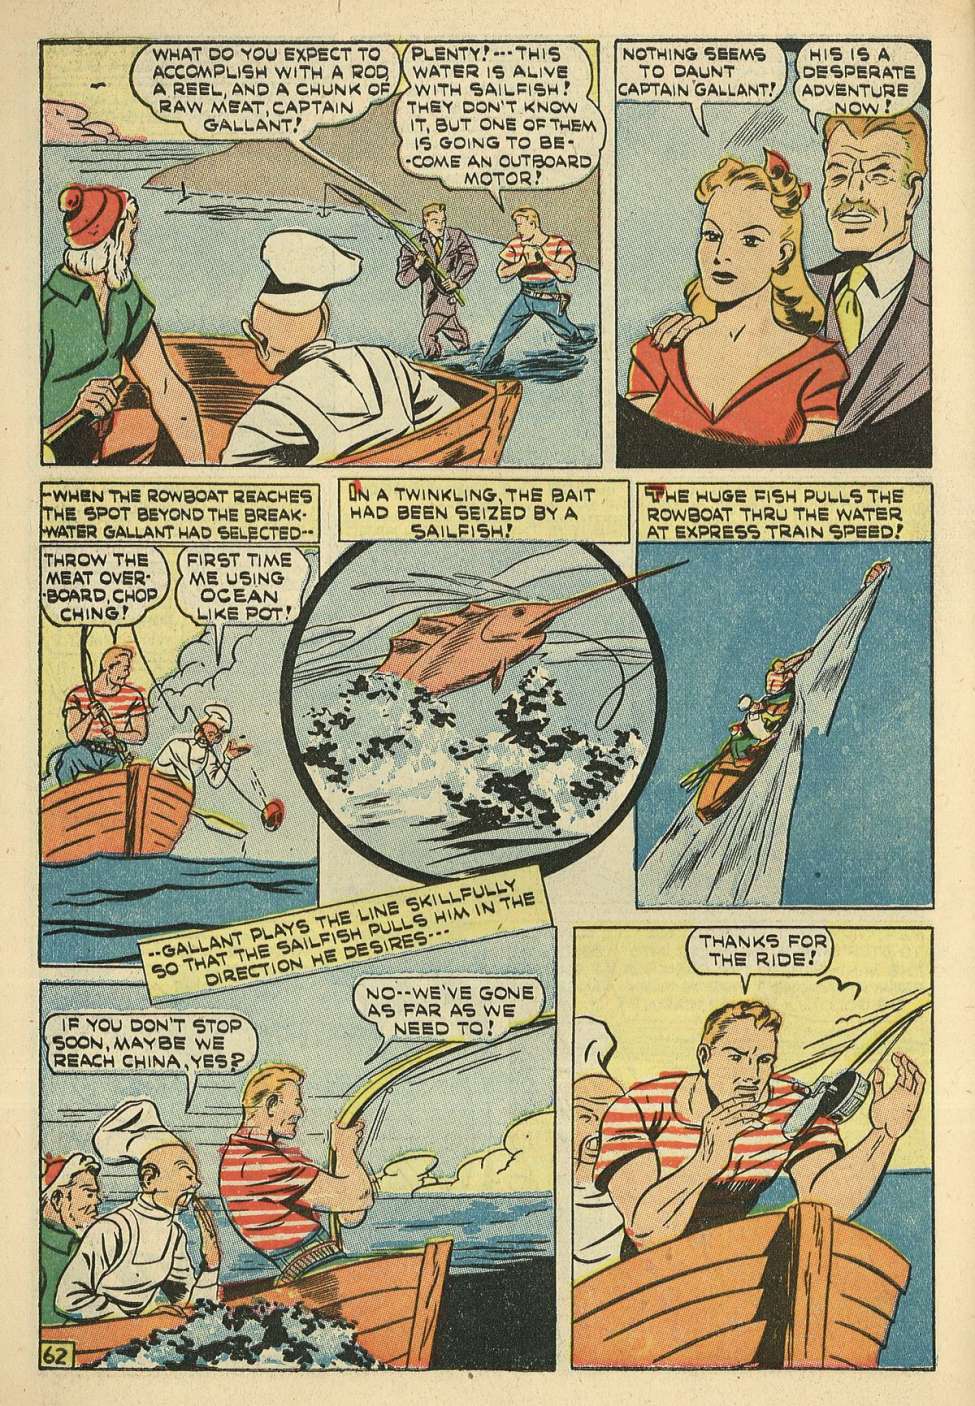 WHAT DO YOU EXPECT TO
ACCOMPLISH WITH A ROD,
A REEL, AND A CHUNK OF
RAW MEAT, CAPTAIN
GALLANT!
PLENTY!---THIS
WATER IS ALIVE
WITH SAILFISH!
THEY DON'T KNOW
IT, BUT ONE OF THEM
IS GOING TO BE-
-COME AN OUTBOARD
MOTOR!
NOTHING SEEMS
TO DAUNT
CAPTAIN GALLANT!
HIS IS A
DESPERATE
ADVENTURE
NOW!
-WHEN THE ROWBOAT REACHES
THE SPOT BEYOND THE BREAK-
-WATER GALLANT HAD SELECTED--
THROW THE
MEAT OVER-
-BOARD, CHOP
CHING!
FIRST TIME
ME USING
OCEAN
LIKE POT!
IN A TWINKLING, THE BAIT
HAD BEEN SEIZED BY A
SAILFISH!
THE HUGE FISH PULLS THE
ROWBOAT THRU THE WATER
AT EXPRESS TRAIN SPEED!
--GALLANT PLAYS THE LINE SKILLFULLY
SO THAT THE SAILFISH PULLS HIM IN THE
DIRECTION HE DESIRES---
IF YOU DON'T STOP
SOON, MAYBE WE
REACH CHINA, YES?
NO--WE'VE GONE
AS FAR AS WE
NEED TO!
THANKS FOR
THE RIDE!
62